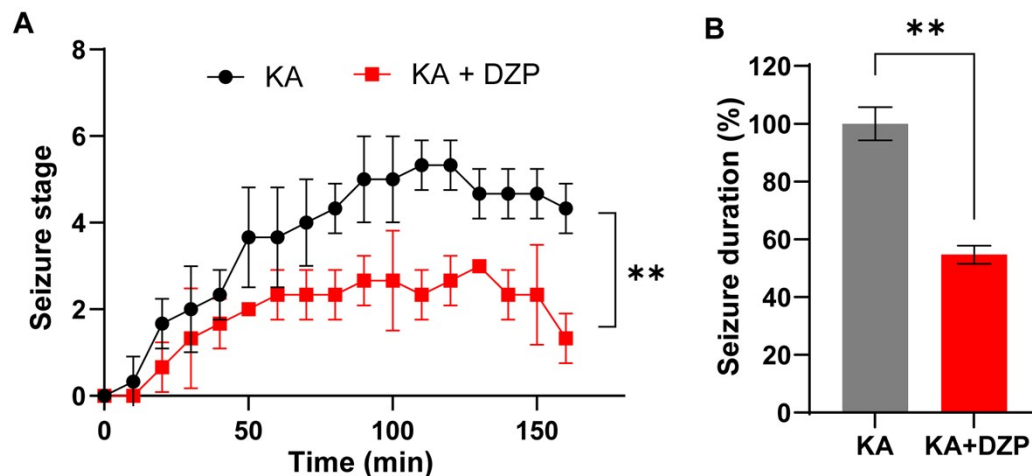 A
8
6
4
2
0
KA
KA + DZP
**
0
50
100
150
Seizure stage
Time (min)
B
**
120
100
80
60
40
20
0
Seizure duration (%)
KA
KA+DZP